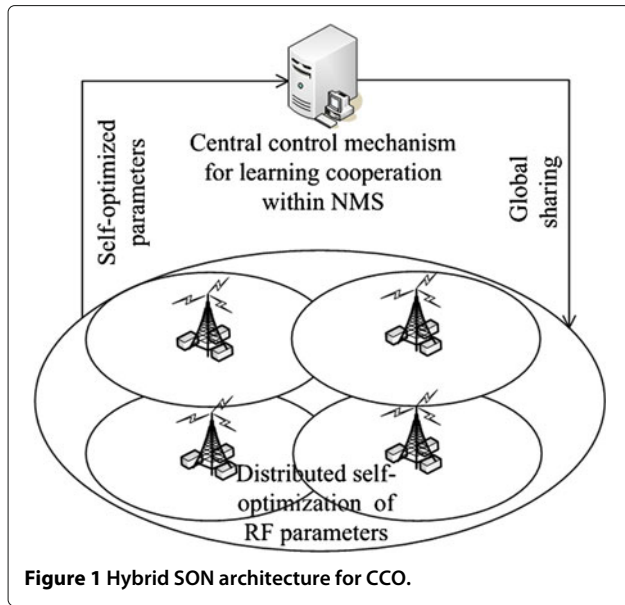 Self-optimized
parameters
Central control mechanism
for learning cooperation
within NMS
Global
sharing
Distributed self-
optimization of
RF parameters
Figure 1 Hybrid SON architecture for CCO.